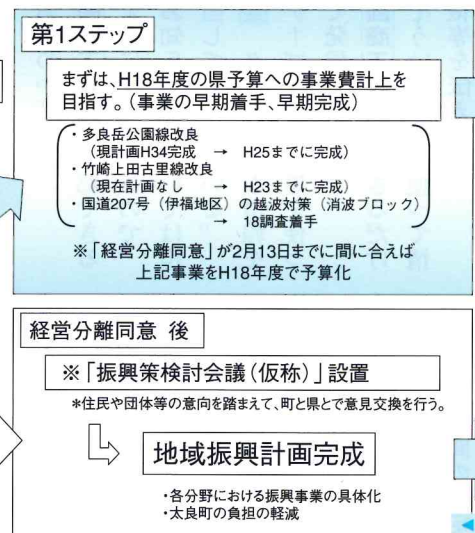 第1ステップ
まずは、H18年度の県予算への事業費計上を
目指す。（事業の早期着手、早期完成）
・多良岳公園線改良
（現計画H34完成 → H25までに完成）
・竹崎上田古里線改良
（現在計画なし → H23までに完成）
・国道207号（伊福地区）の越波対策（消波ブロック）
→ 18調査着手
※「経営分離同意」が2月13日までに間に合えば
上記事業をH18年度で予算化
経営分離同意 後
※「振興策検討会議（仮称）」設置
*住民や団体等の意向を踏まえて、町と県とで意見交換を行う。
地域振興計画完成
・各分野における振興事業の具体化
・太良町の負担の軽減